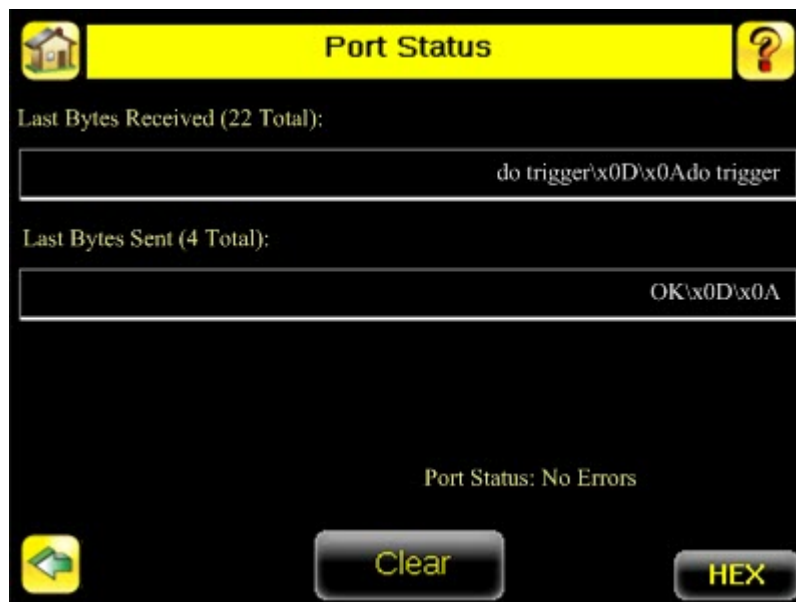 Port Status
Last Bytes Received (22 Total):
do trigger\x0D\x0Ado trigger
Last Bytes Sent (4 Total):
OK\x0D\x0A
Port Status: No Errors
Clear
HEX